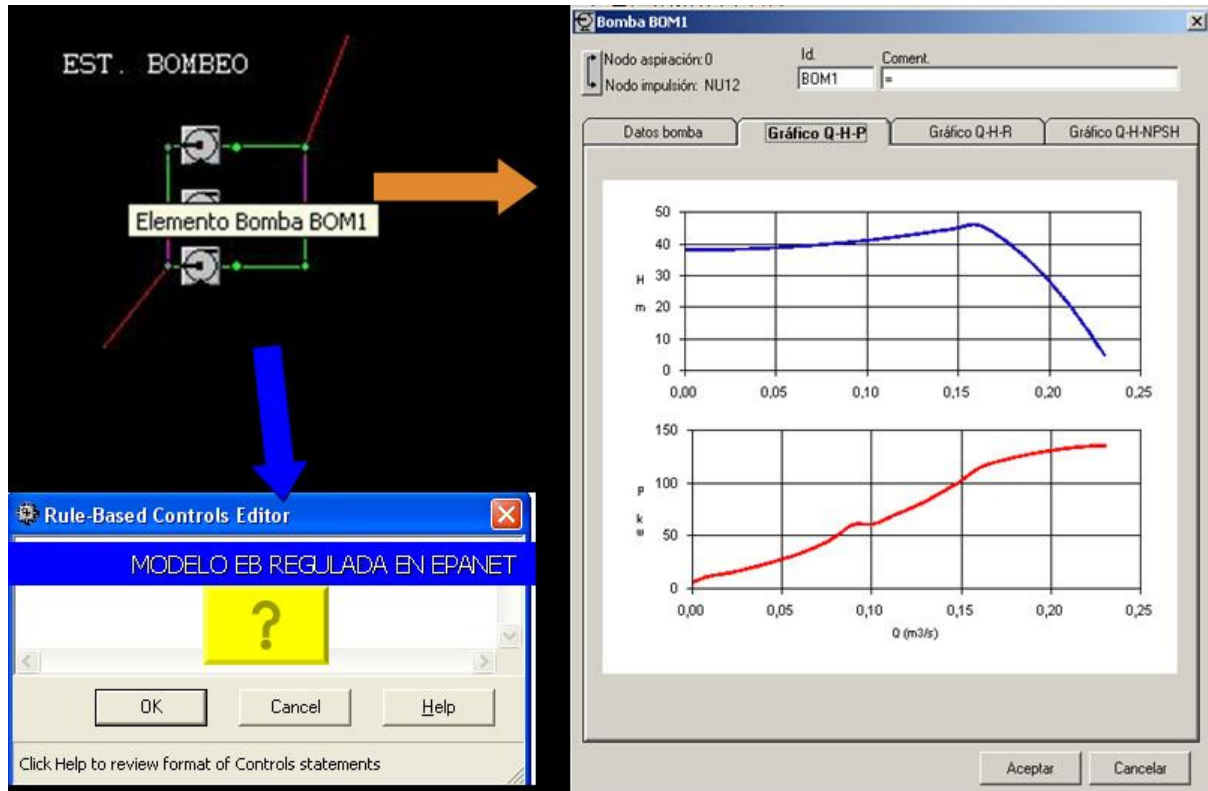 EST. BOMBEO
Elemento Bomba BOM1
Rule-Based Controls Editor
MODELO EB REGULADA EN EPANET
?
OK Cancel Help
Click Help to review format of Controls statements
Bomba BOM1
Nodo aspiración: 0
Nodo impulsión: NU12
Id. Coment.
BOM1 =
Datos bomba Gráfico Q-H-P Gráfico Q-H-R Gráfico Q-H-NPSH
50
40
H 30
m 20
10
0
0,00 0,05 0,10 0,15 0,20 0,25
150
P 100
k
w 50
0
0,00 0,05 0,10 0,15 0,20 0,25
Q (m3/s)
Aceptar Cancelar